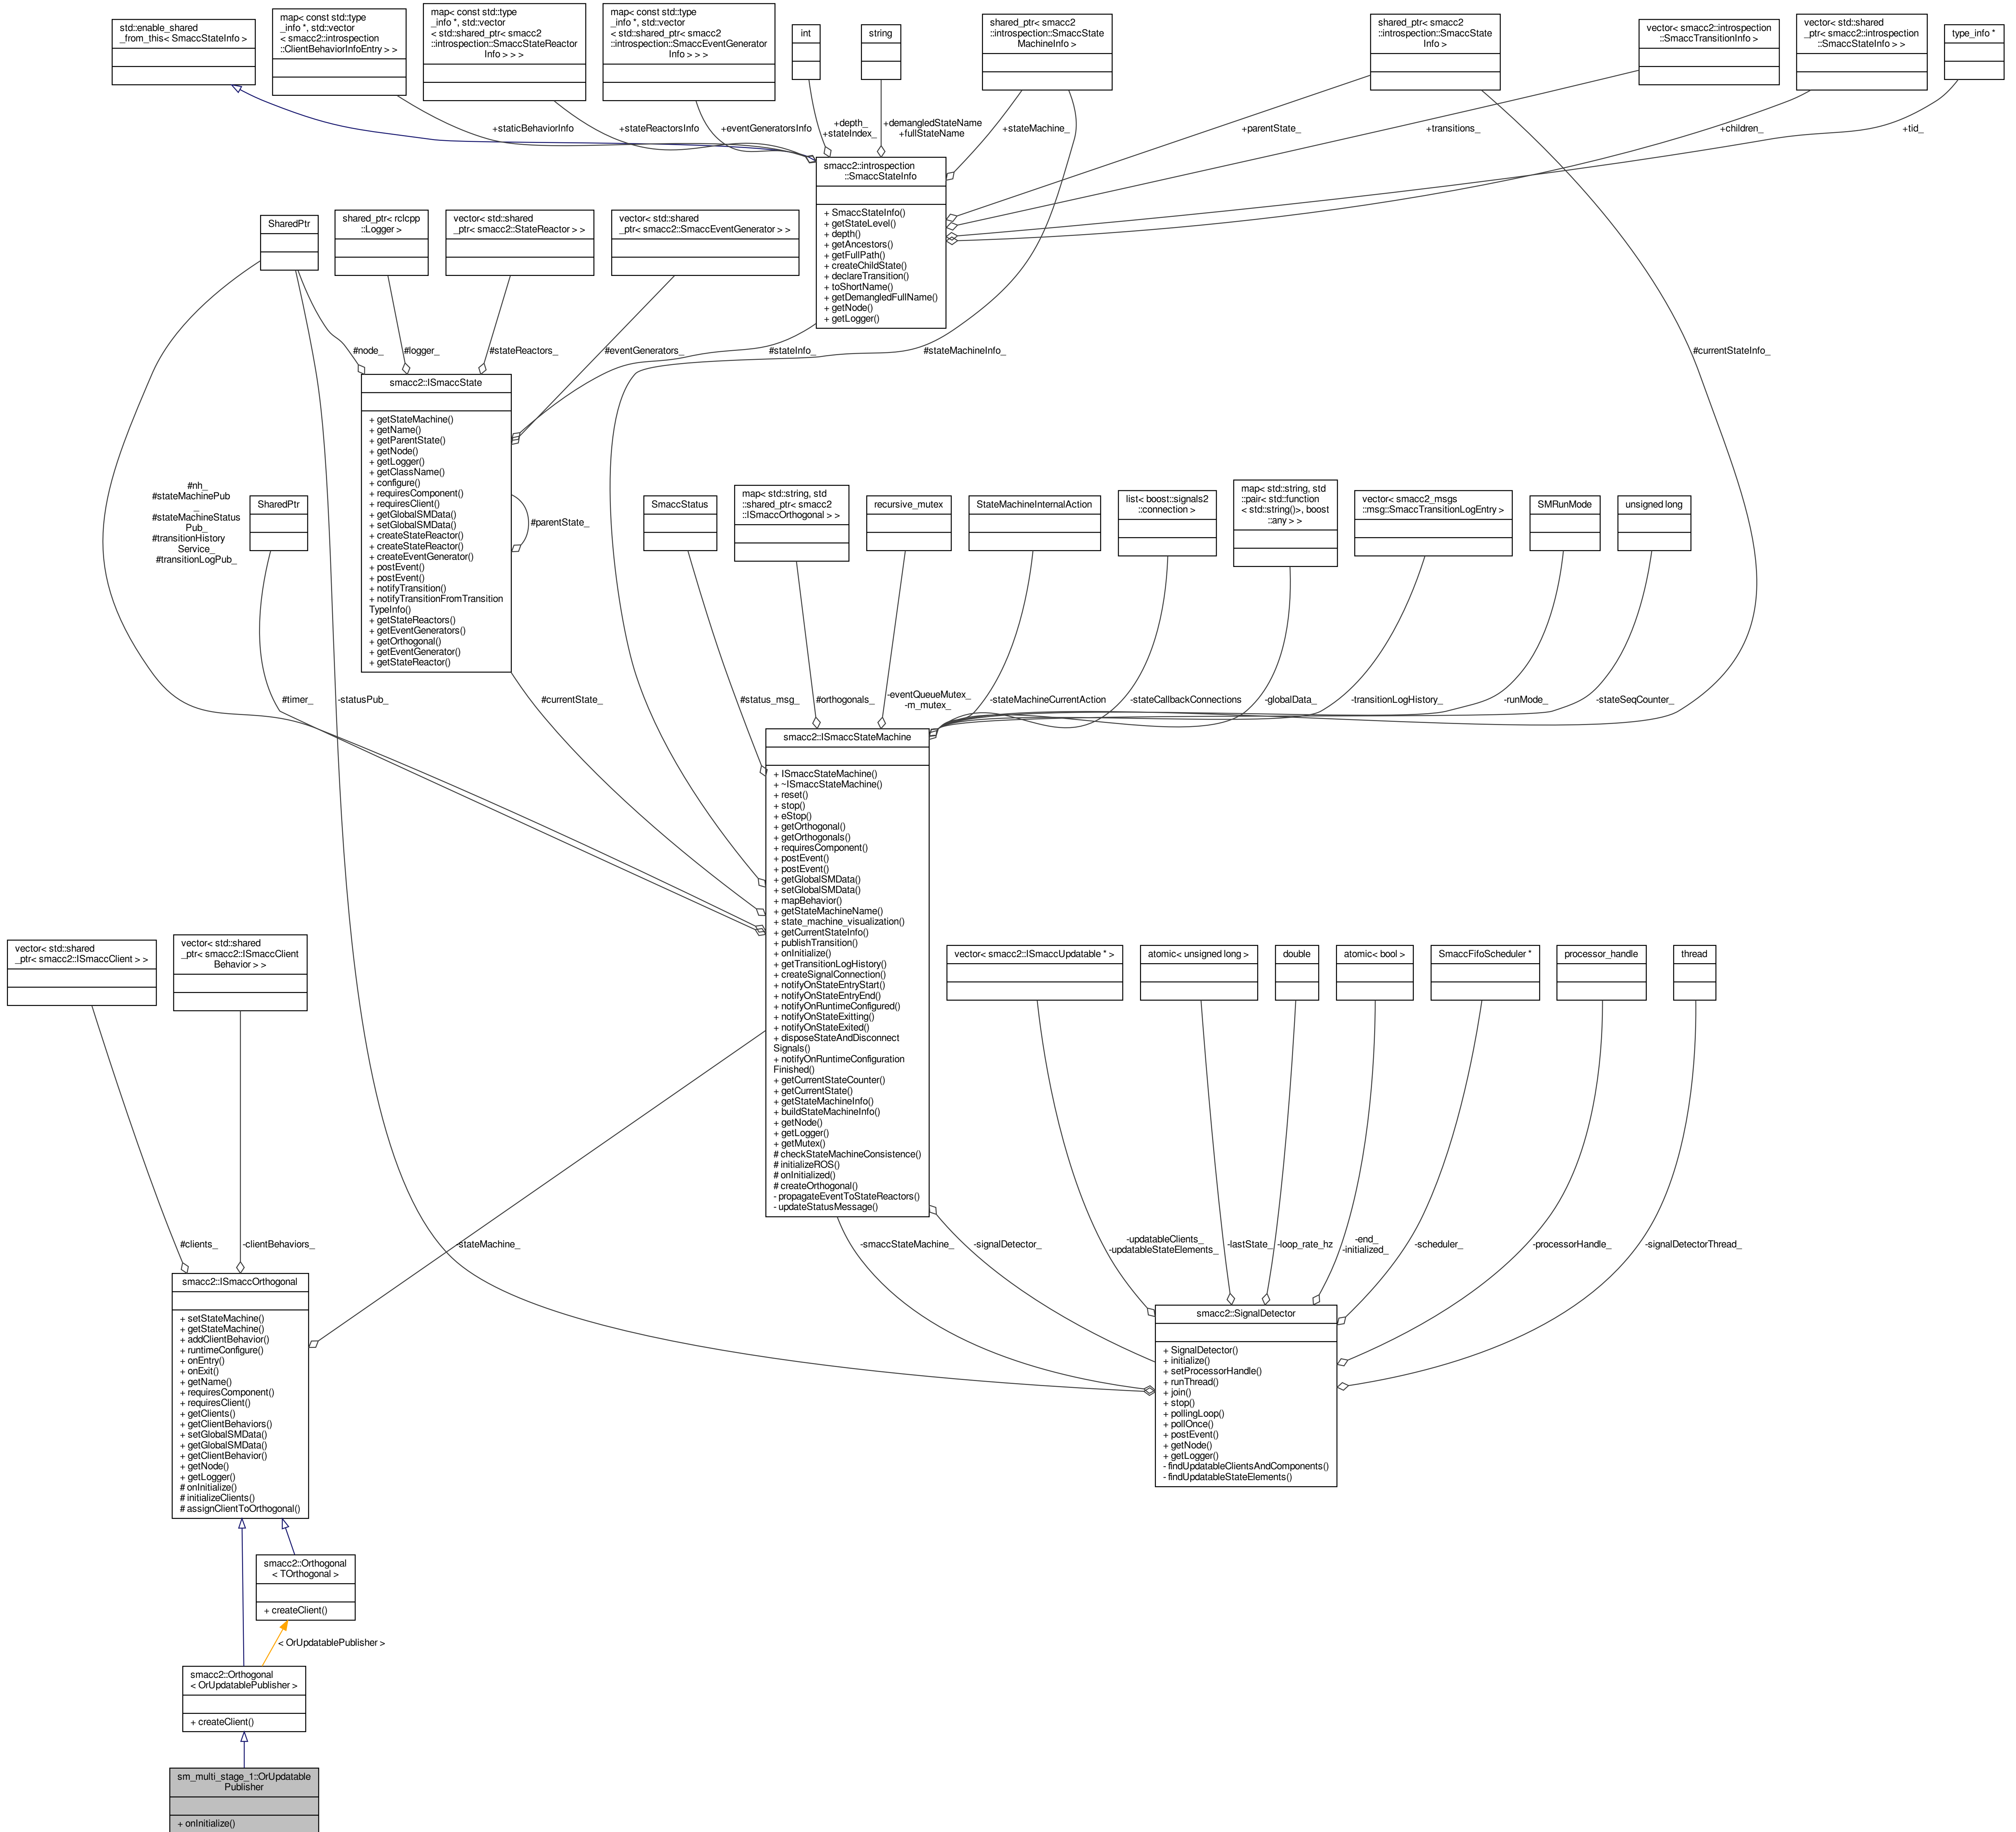 std::enable_shared
_from_this< SmaccStateInfo >
map< const std::type
_info *, std::vector
< smacc2::introspection
::ClientBehaviorInfoEntry > >
map< const std::type
_info *, std::vector
< std::shared_ptr< smacc2
::introspection::SmaccStateReactor
Info > > >
map< const std::type
_info *, std::vector
< std::shared_ptr< smacc2
::introspection::SmaccEventGenerator
Info > > >
int
string
shared_ptr< smacc2
::introspection::SmaccState
MachineInfo >
shared_ptr< smacc2
::introspection::SmaccState
Info >
vector< smacc2::introspection
::SmaccTransitionInfo >
vector< std::shared
_ptr< smacc2::introspection
::SmaccStateInfo > >
type_info *
+staticBehaviorInfo
+stateReactorsInfo
+eventGeneratorsInfo
+depth_
+stateIndex_
+demangledStateName
+fullStateName
+stateMachine_
+parentState_
+transitions_
+children_
+tid_
smacc2::introspection
::SmaccStateInfo
+ SmaccStateInfo()
+ getStateLevel()
+ depth()
+ getAncestors()
+ getFullPath()
+ createChildState()
+ declareTransition()
+ toShortName()
+ getDemangledFullName()
+ getNode()
+ getLogger()
SharedPtr
shared_ptr< rclcpp
::Logger >
vector< std::shared
_ptr< smacc2::StateReactor > >
vector< std::shared
_ptr< smacc2::SmaccEventGenerator > >
#node_
#logger_
#stateReactors_
#eventGenerators_
#stateInfo_
#stateMachineInfo_
#currentStateInfo_
smacc2::ISmaccState
+ getStateMachine()
+ getName()
+ getParentState()
+ getNode()
+ getLogger()
+ getClassName()
+ configure()
+ requiresComponent()
+ requiresClient()
+ getGlobalSMData()
+ setGlobalSMData()
+ createStateReactor()
+ createStateReactor()
+ createEventGenerator()
+ postEvent()
+ postEvent()
+ notifyTransition()
+ notifyTransitionFromTransition
TypeInfo()
+ getStateReactors()
+ getEventGenerators()
+ getOrthogonal()
+ getEventGenerator()
+ getStateReactor()
#parentState_
#nh_
#stateMachinePub
_
#stateMachineStatus
Pub_
#transitionHistory
Service_
#transitionLogPub_
SharedPtr
SmaccStatus
map< std::string, std
::shared_ptr< smacc2
::ISmaccOrthogonal > >
recursive_mutex
StateMachineInternalAction
list< boost::signals2
::connection >
map< std::string, std
::pair< std::function
< std::string()>, boost
::any > >
vector< smacc2_msgs
::msg::SmaccTransitionLogEntry >
SMRunMode
unsigned long
#timer_
-statusPub_
#currentState_
#status_msg_
#orthogonals_
-eventQueueMutex_
-m_mutex_
-stateMachineCurrentAction
-stateCallbackConnections
-globalData_
-transitionLogHistory_
-runMode_
-stateSeqCounter_
smacc2::ISmaccStateMachine
+ ISmaccStateMachine()
+ ~ISmaccStateMachine()
+ reset()
+ stop()
+ eStop()
+ getOrthogonal()
+ getOrthogonals()
+ requiresComponent()
+ postEvent()
+ postEvent()
+ getGlobalSMData()
+ setGlobalSMData()
+ mapBehavior()
+ getStateMachineName()
+ state_machine_visualization()
+ getCurrentStateInfo()
+ publishTransition()
+ onInitialize()
+ getTransitionLogHistory()
+ createSignalConnection()
+ notifyOnStateEntryStart()
+ notifyOnStateEntryEnd()
+ notifyOnRuntimeConfigured()
+ notifyOnStateExitting()
+ notifyOnStateExited()
+ disposeStateAndDisconnect
Signals()
+ notifyOnRuntimeConfiguration
Finished()
+ getCurrentStateCounter()
+ getCurrentState()
+ getStateMachineInfo()
+ buildStateMachineInfo()
+ getNode()
+ getLogger()
+ getMutex()
# checkStateMachineConsistence()
# initializeROS()
# onInitialized()
# createOrthogonal()
- propagateEventToStateReactors()
- updateStatusMessage()
vector< std::shared
_ptr< smacc2::ISmaccClient > >
vector< std::shared
_ptr< smacc2::ISmaccClient
Behavior > >
vector< smacc2::ISmaccUpdatable * >
atomic< unsigned long >
double
atomic< bool >
SmaccFifoScheduler *
processor_handle
thread
#clients_
-clientBehaviors_
-stateMachine_
-smaccStateMachine_
-signalDetector_
-updatableClients_
-updatableStateElements_
-lastState_
-loop_rate_hz
-end_
-initialized_
-scheduler_
-processorHandle_
-signalDetectorThread_
smacc2::ISmaccOrthogonal
+ setStateMachine()
+ getStateMachine()
+ addClientBehavior()
+ runtimeConfigure()
+ onEntry()
+ onExit()
+ getName()
+ requiresComponent()
+ requiresClient()
+ getClients()
+ getClientBehaviors()
+ setGlobalSMData()
+ getGlobalSMData()
+ getClientBehavior()
+ getNode()
+ getLogger()
# onInitialize()
# initializeClients()
# assignClientToOrthogonal()
smacc2::SignalDetector
+ SignalDetector()
+ initialize()
+ setProcessorHandle()
+ runThread()
+ join()
+ stop()
+ pollingLoop()
+ pollOnce()
+ postEvent()
+ getNode()
+ getLogger()
- findUpdatableClientsAndComponents()
- findUpdatableStateElements()
smacc2::Orthogonal
< TOrthogonal >
+ createClient()
< OrUpdatablePublisher >
smacc2::Orthogonal
< OrUpdatablePublisher >
+ createClient()
sm_multi_stage_1::OrUpdatable
Publisher
+ onInitialize()